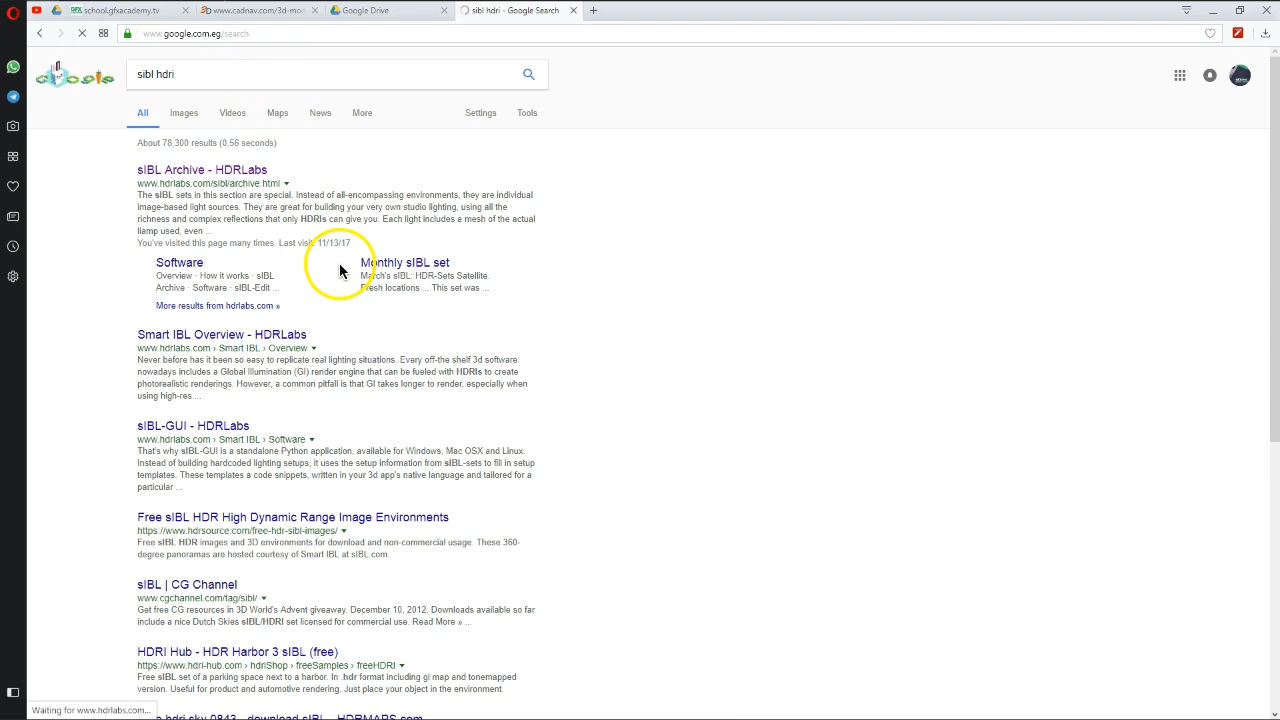 school.gfxacademy.tv
www.cadnav.com/3d-mod
Google Drive
sibl hdri - Google Search
www.google.com.eg/search
sibl hdri
All
Images
Videos
Maps
News
More
Settings
Tools
About 78,300 results (0.56 seconds)
sIBL Archive - HDRLabs
www.hdrlabs.com/sibl/archive.html
The sIBL sets in this section are special. Instead of all-encompassing environments, they are individual
image-based light sources. They are great for building your very own studio lighting, using all the
richness and complex reflections that only HDRIs can give you. Each light includes a mesh of the actual
llamp used, even ...
You've visited this page many times. Last visit: 11/13/17
Software
Overview · How it works · sIBL
Archive · Software · sIBL-Edit ...
Monthly sIBL set
March's sIBL: HDR-Sets Satellite.
Fresh locations ... This set was ...
More results from hdrlabs.com »
Smart IBL Overview - HDRLabs
www.hdrlabs.com › Smart IBL › Overview
Never before has it been so easy to replicate real lighting situations. Every off-the shelf 3d software
nowadays includes a Global Illumination (GI) render engine that can be fueled with HDRIs to create
photorealistic renderings. However, a common pitfall is that GI takes longer to render, especially when
using high-res ...
sIBL-GUI - HDRLabs
www.hdrlabs.com › Smart IBL › Software
That's why sIBL-GUI is a standalone Python application, available for Windows, Mac OSX and Linux.
Instead of building hardcoded lighting setups, it uses the setup information from sIBL-sets to fill in setup
templates. These templates a code snippets, written in your 3d app's native language and tailored for a
particular ...
Free sIBL HDR High Dynamic Range Image Environments
https://www.hdrsource.com/free-hdr-sibl-images/
Free sIBL HDR images and 3D environments for download and non-commercial usage. These 360-
degree panoramas are hosted courtesy of Smart IBL at sIBL.com.
sIBL | CG Channel
www.cgchannel.com/tag/sibl/
Get free CG resources in 3D World's Advent giveaway. December 10, 2012. Downloads available so far
include a nice Dutch Skies sIBL/HDRI set licensed for commercial use. Read More » ...
HDRI Hub - HDR Harbor 3 sIBL (free)
https://www.hdri-hub.com › hdriShop › freeSamples › freeHDRI
Free sIBL set of a parking space next to a harbor. In .hdr format including gi map and tonemapped
version. Useful for product and automotive rendering. Just place your object in the environment.
hdri sky 0843 - download sIBL - HDRMAPS.com
Waiting for www.hdrlabs.com...